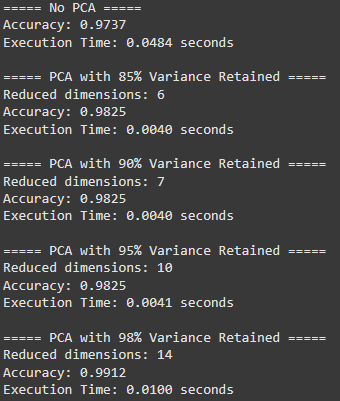 ===== No PCA =====
Accuracy: 0.9737
Execution Time: 0.0484 seconds

===== PCA with 85% Variance Retained =====
Reduced dimensions: 6
Accuracy: 0.9825
Execution Time: 0.0040 seconds

===== PCA with 90% Variance Retained =====
Reduced dimensions: 7
Accuracy: 0.9825
Execution Time: 0.0040 seconds

===== PCA with 95% Variance Retained =====
Reduced dimensions: 10
Accuracy: 0.9825
Execution Time: 0.0041 seconds

===== PCA with 98% Variance Retained =====
Reduced dimensions: 14
Accuracy: 0.9912
Execution Time: 0.0100 seconds